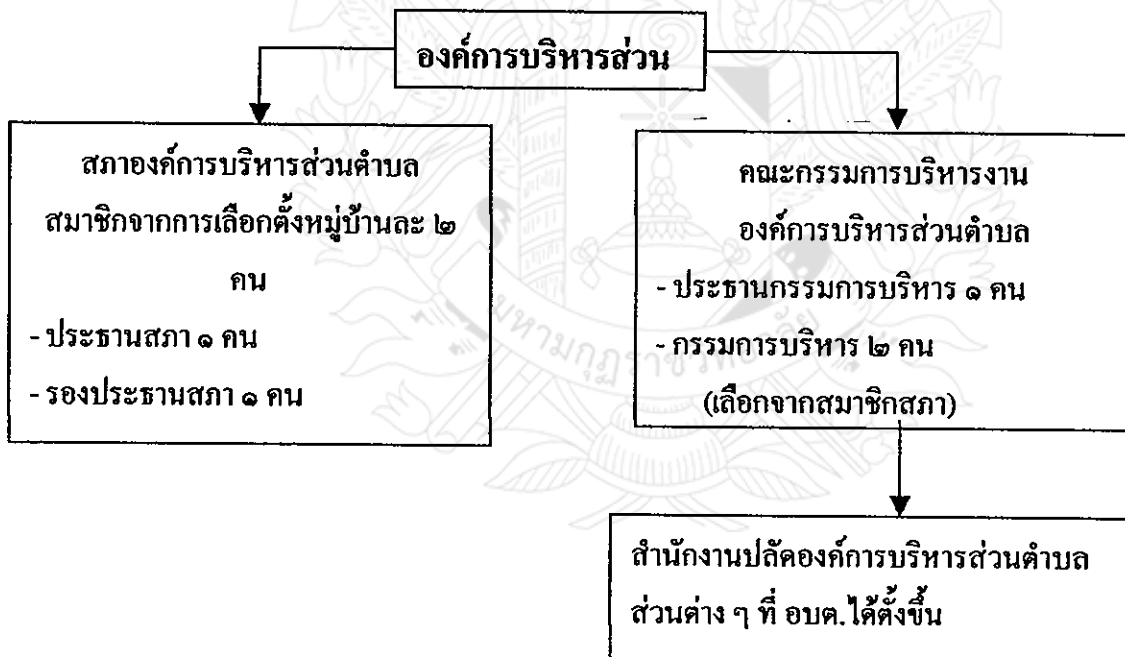 องค์การบริหารส่วน
สภาองค์การบริหารส่วนตำบล
สมาชิกจากการเลือกตั้งหมู่บ้านละ ๒
คน
- ประธานสภา ๑ คน
- รองประธานสภา ๑ คน
คณะกรรมการบริหารงาน
องค์การบริหารส่วนตำบล
- ประธานกรรมการบริหาร ๑ คน
- กรรมการบริหาร ๒ คน
(เลือกจากสมาชิกสภา)
สำนักงานปลัดองค์การบริหารส่วนตำบล
ส่วนต่าง ๆ ที่ อบต.ได้ตั้งขึ้น